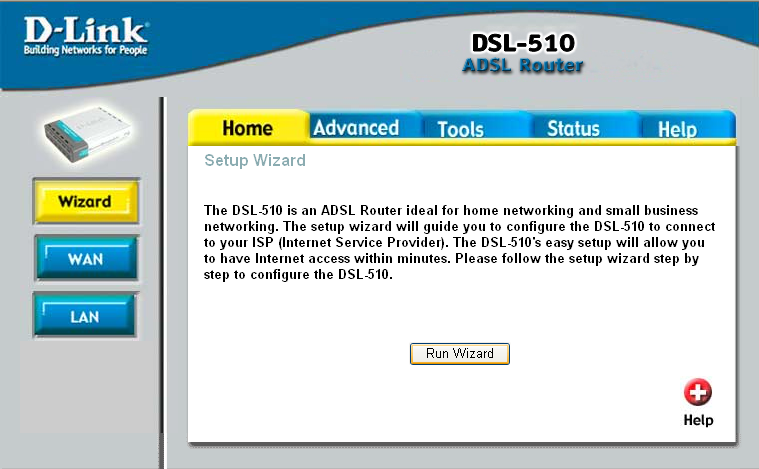 D-Link
Building Networks for People
DSL-510
ADSL Router
Home
Advanced
Tools
Status
Help
Wizard
WAN
LAN
Setup Wizard
The DSL-510 is an ADSL Router ideal for home networking and small business
networking. The setup wizard will guide you to configure the DSL-510 to connect
to your ISP (Internet Service Provider). The DSL-510's easy setup will allow you
to have Internet access within minutes. Please follow the setup wizard step by
step to configure the DSL-510.
Run Wizard
Help